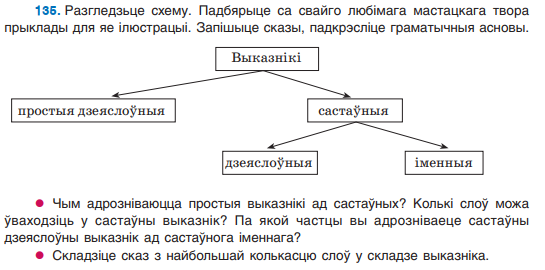 135. Разгледзьце схему. Падбярыце са свайго любімага мастацкага твора
прыклады для яе ілюстрацыі. Запішыце сказы, падкрэсліце граматычныя асновы.
Выказнікі
простыя дзеяслоўныя
састаўныя
дзеяслоўныя
іменныя
● Чым адрозніваюцца простыя выказнікі ад састаўных? Колькі слоў можа
ўваходзіць у састаўны выказнік? Па якой частцы вы адрозніваеце састаўны
дзеяслоўны выказнік ад састаўнога іменнага?
● Складзіце сказ з найбольшай колькасцю слоў у складзе выказніка.